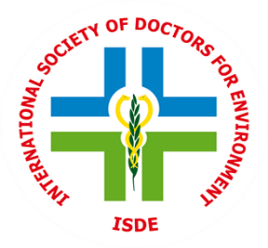 INTERNATIONAL SOCIETY OF DOCTORS FOR ENVIRONMENT
ISDE